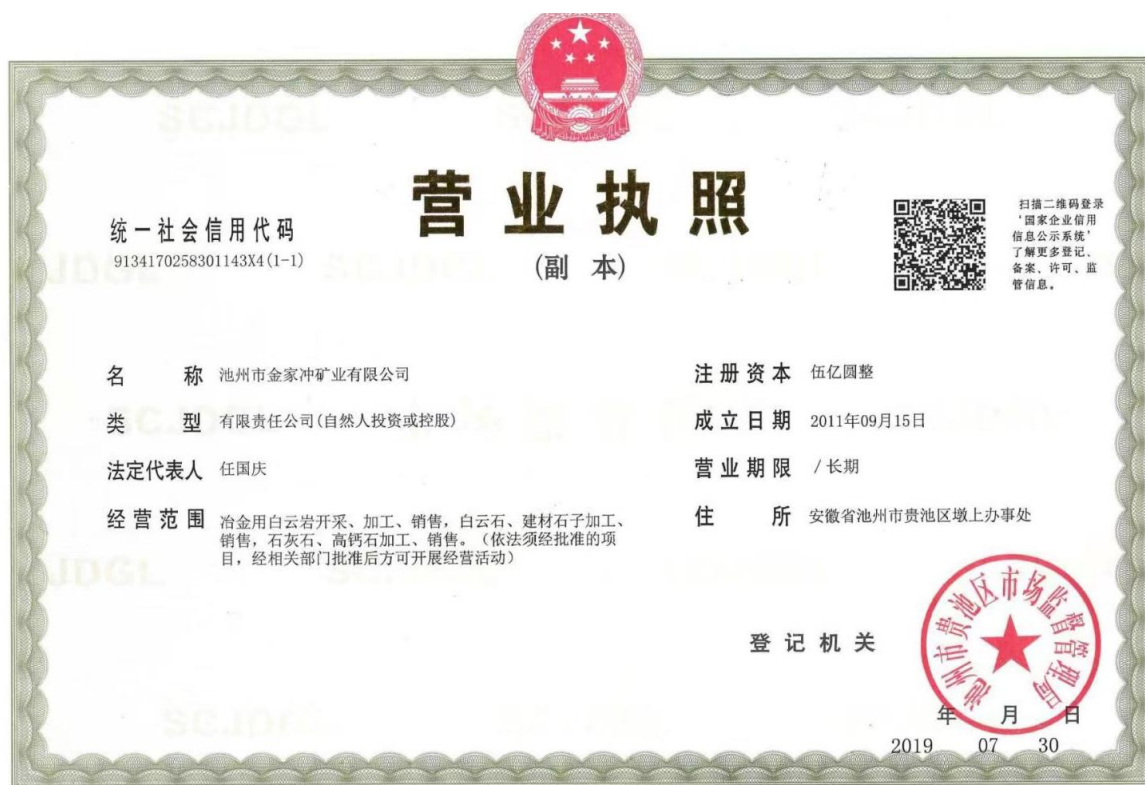 营业执照
(副 本)
统一社会信用代码
9134170258301143X4(1-1)
扫描二维码登录
‘国家企业信用
信息公示系统’
了解更多登记、
备案、许可、监
管信息。
名 称 池州市金家冲矿业有限公司
类 型 有限责任公司(自然人投资或控股)
法定代表人 任国庆
经营范围 冶金用白云岩开采、加工、销售，白云石、建材石子加工、
销售，石灰石、高钙石加工、销售。（依法须经批准的项
目，经相关部门批准后方可开展经营活动）
注册资本 伍亿圆整
成立日期 2011年09月15日
营业期限 / 长期
住 所 安徽省池州市贵池区墩上办事处
登记机关
池州市贵池区市场监督管理局
年 月 日
2019 07 30
SCJDGL